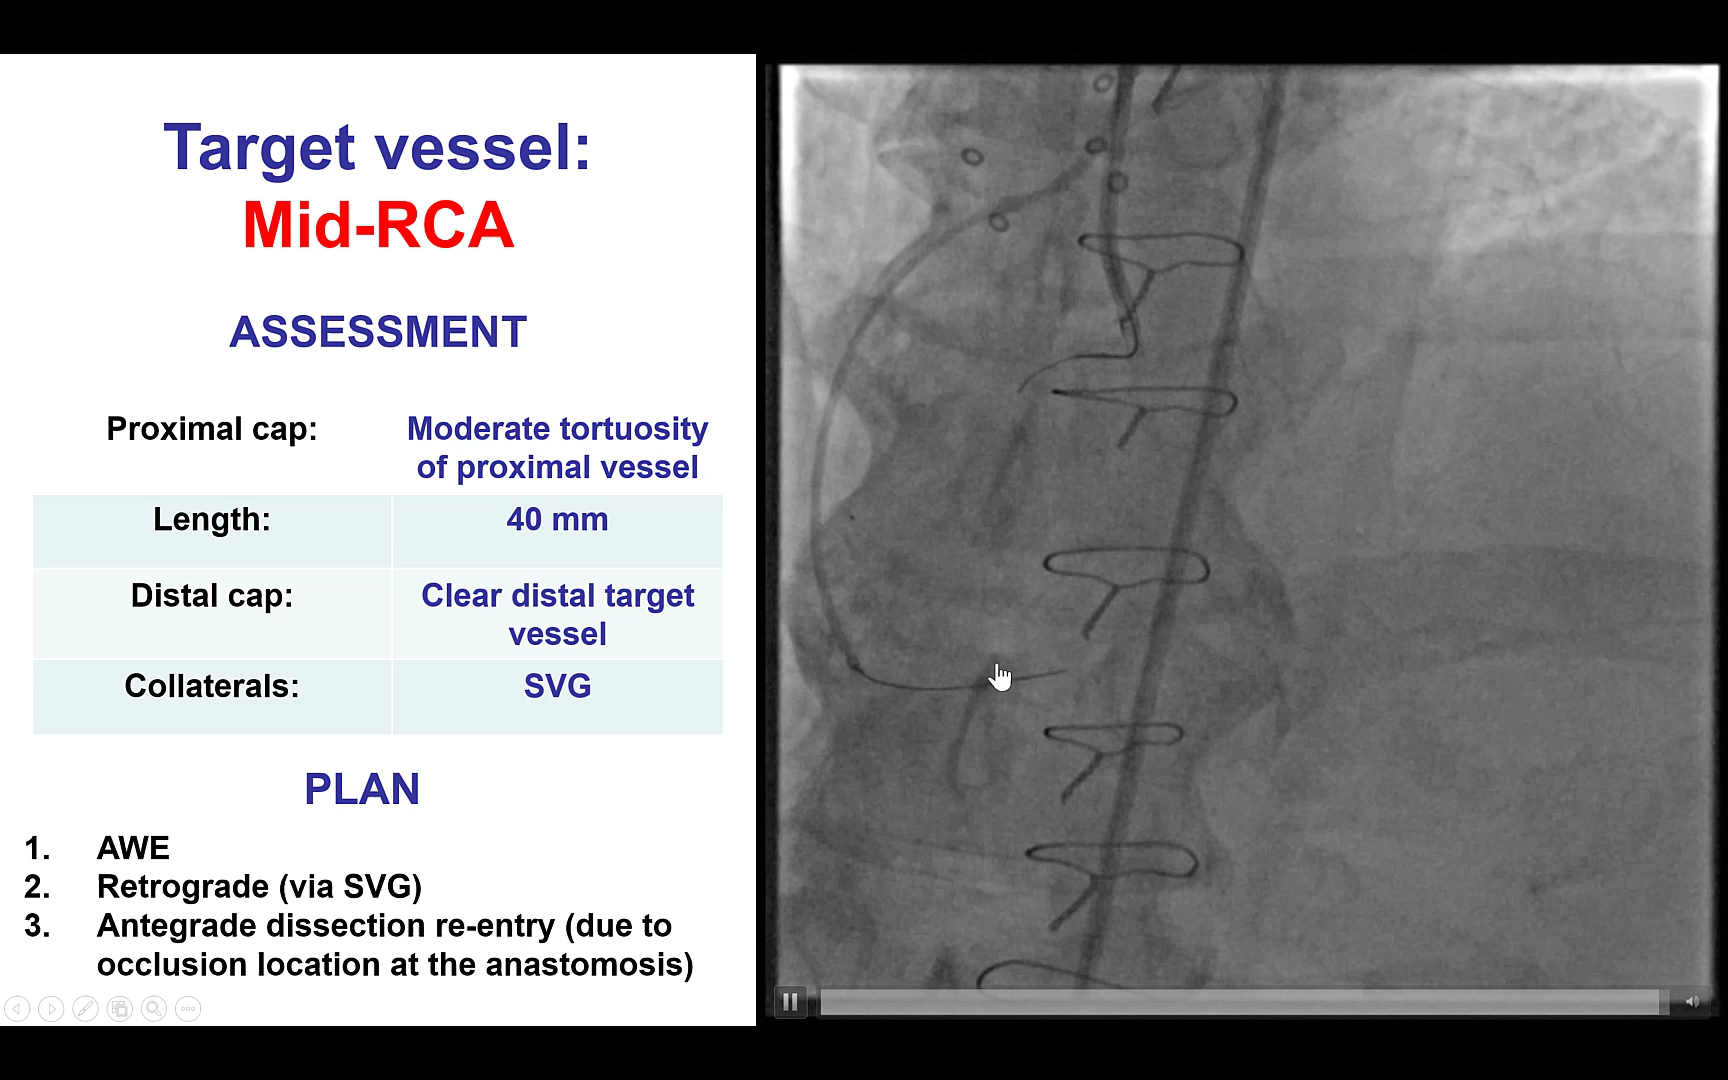 Target vessel:
Mid-RCA
ASSESSMENT
Proximal cap:
Moderate tortuosity
of proximal vessel
Length:
40 mm
Distal cap:
Clear distal target
vessel
Collaterals:
SVG
PLAN
1. AWE
2. Retrograde (via SVG)
3. Antegrade dissection re-entry (due to
occlusion location at the anastomosis)